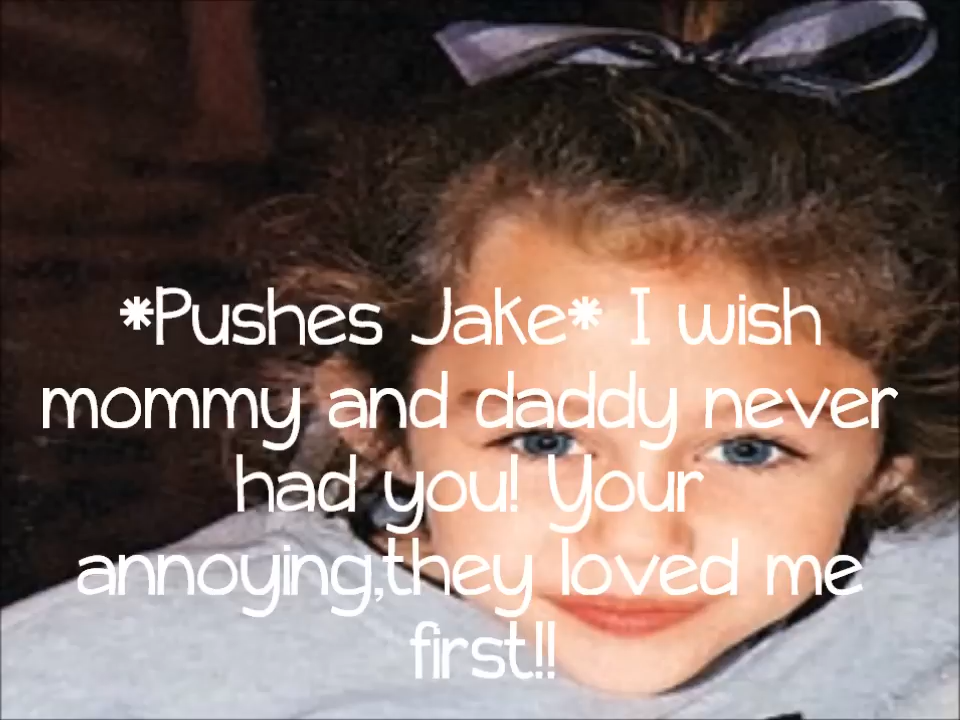 *Pushes Jake* I wish
mommy and daddy never
had you! Your
annoying,they loved me
first!!